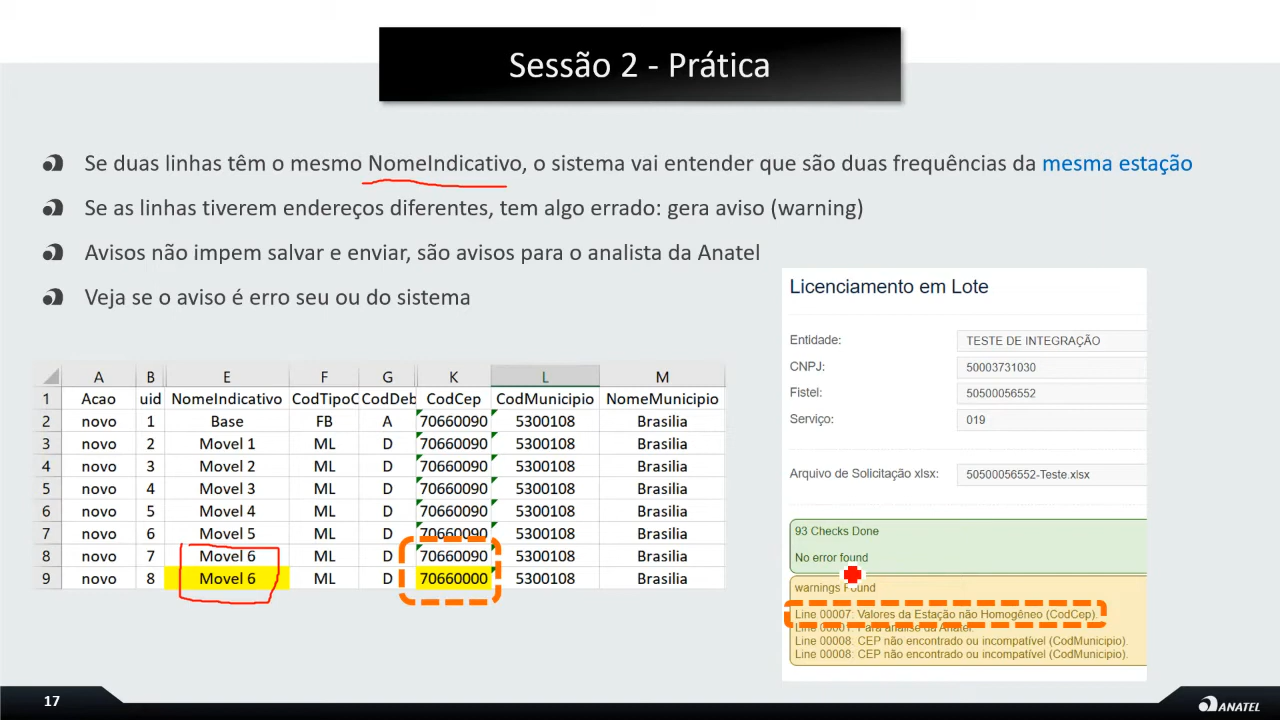 Sessão 2 - Prática
Se duas linhas têm o mesmo NomeIndicativo, o sistema vai entender que são duas frequências da mesma estação
Se as linhas tiverem endereços diferentes, tem algo errado: gera aviso (warning)
Avisos não impem salvar e enviar, são avisos para o analista da Anatel
Veja se o aviso é erro seu ou do sistema
A B E F G K L M
1 Acao uid NomeIndicativo CodTipoC CodDeb CodCep CodMunicipio NomeMunicipio
2 novo 1 Base FB A 70660090 5300108 Brasilia
3 novo 2 Movel 1 ML D 70660090 5300108 Brasilia
4 novo 3 Movel 2 ML D 70660090 5300108 Brasilia
5 novo 4 Movel 3 ML D 70660090 5300108 Brasilia
6 novo 5 Movel 4 ML D 70660090 5300108 Brasilia
7 novo 6 Movel 5 ML D 70660090 5300108 Brasilia
8 novo 7 Movel 6 ML D 70660090 5300108 Brasilia
9 novo 8 Movel 6 ML D 70660000 5300108 Brasilia
Licenciamento em Lote
Entidade: TESTE DE INTEGRAÇÃO
CNPJ: 50003731030
Fistel: 50500056552
Serviço: 019
Arquivo de Solicitação xlsx: 50500056552-Teste.xlsx
93 Checks Done
No error found
warnings Found
Line 00007: Valores da Estação não Homogêneo (CodCep).
Line 00001: Para análise da Anatel.
Line 00008: CEP não encontrado ou incompatível (CodMunicipio).
Line 00008: CEP não encontrado ou incompatível (CodMunicipio).
17
ANATEL